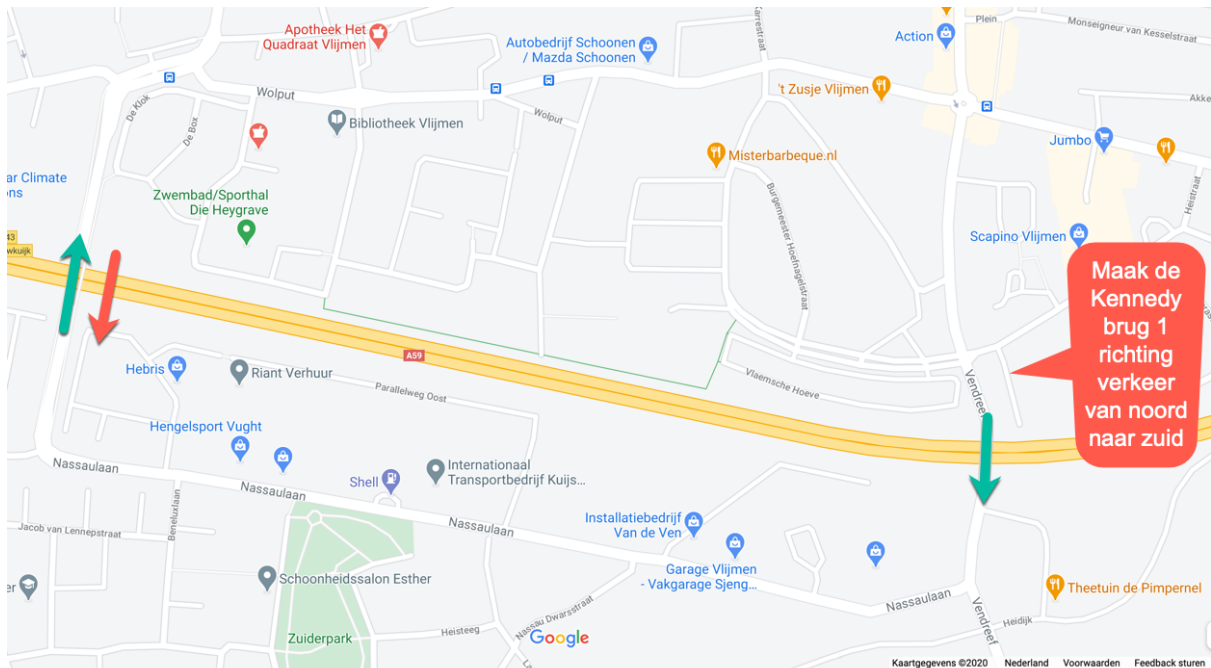 Apotheek Het
Quadraat Vlijmen
Autobedrijf Schoonen
/ Mazda Schoonen
Karrestraat
Plein
Monseigneur van Kesselstraat
Action
De Klok
De Box
Wolput
Wolput
't Zusje Vlijmen
Akke
Bibliotheek Vlijmen
Jumbo
Misterbarbeque.nl
ar Climate
ons
Zwembad/Sporthal
Die Heygrave
Burgemeester Hoefnagelstraat
Heistraat
Scapino Vlijmen
43
wkuijk
Maak de
Kennedy
brug 1
richting
verkeer
van noord
naar zuid
A59
Hebris
Riant Verhuur
Parallelweg Oost
Vlaemsche Hoeve
Vendreef
Hengelsport Vught
Nassaulaan
Shell
Internationaal
Transportbedrijf Kuijs...
Beneluxlaan
Nassaulaan
Jacob van Lennepstraat
Installatiebedrijf
Van de Ven
Garage Vlijmen
- Vakgarage Sjeng...
Schoonheidssalon Esther
er
Theetuin de Pimpernel
Nassaulaan
Vendreef
Heidijk
Nassau Dwarsstraat
Heisteeg
Zuiderpark
Google
Kaartgegevens ©2020 Nederland Voorwaarden Feedback sturen